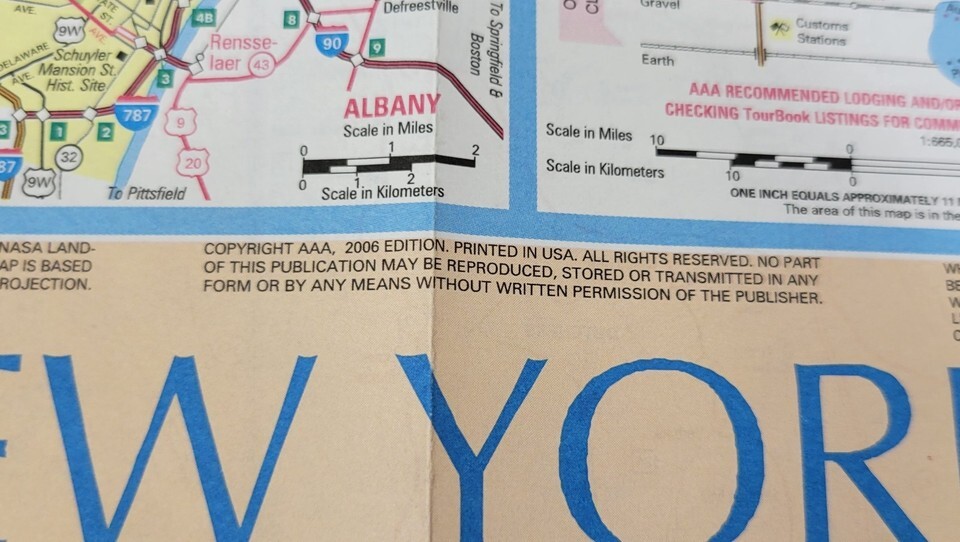 AVE.
9W
ST.
AVE.
4B
8
Defreestville
Gravel
DELAWARE
AVE.
Schuyler
Mansion St.
Hist. Site
Rensse-
laer
43
90
9
To Springfield &
Boston
Customs
Stations
Earth
3
787
ALBANY
AAA RECOMMENDED LODGING AND/OR
CHECKING TourBook LISTINGS FOR COMM
3
1
2
9
Scale in Miles
Scale in Miles
10
0
0
1
2
87
32
20
Scale in Kilometers
10
0
0
1
2
9W
To Pittsfield
Scale in Kilometers
ONE INCH EQUALS APPROXIMATELY 11
The area of this map is in the
NASA LAND-
AP IS BASED
ROJECTION.
COPYRIGHT AAA, 2006 EDITION. PRINTED IN USA. ALL RIGHTS RESERVED. NO PART
OF THIS PUBLICATION MAY BE REPRODUCED, STORED OR TRANSMITTED IN ANY
FORM OR BY ANY MEANS WITHOUT WRITTEN PERMISSION OF THE PUBLISHER.
EW YOR